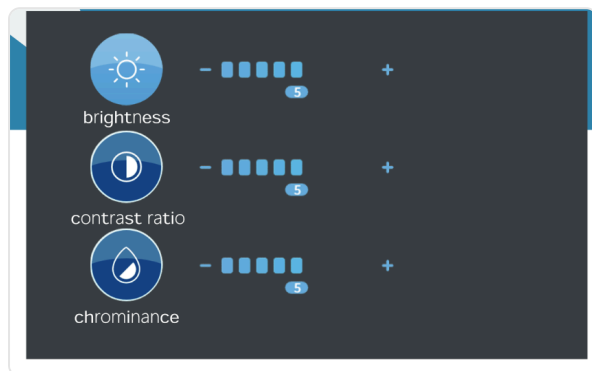 - +
5
brightness
- +
5
contrast ratio
- +
5
chrominance